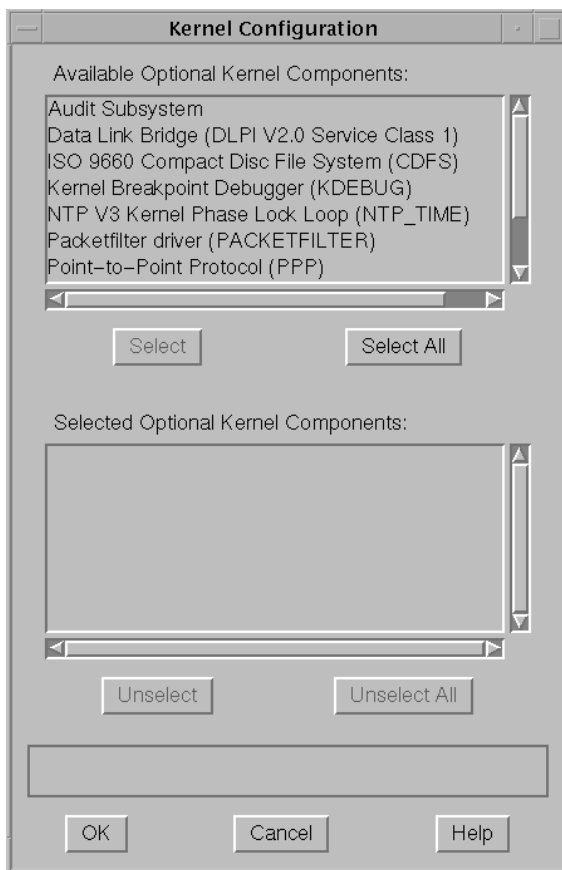 Kernel Configuration
Available Optional Kernel Components:
Audit Subsystem
Data Link Bridge (DLPI V2.0 Service Class 1)
ISO 9660 Compact Disc File System (CDFS)
Kernel Breakpoint Debugger (KDEBUG)
NTP V3 Kernel Phase Lock Loop (NTP_TIME)
Packetfilter driver (PACKETFILTER)
Point-to-Point Protocol (PPP)
Select Select All
Selected Optional Kernel Components:
Unselect Unselect All
OK Cancel Help